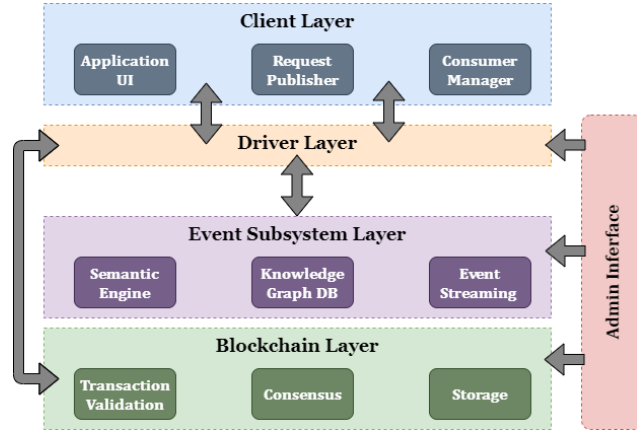 Client Layer
Application
UI
Request
Publisher
Consumer
Manager
Driver Layer
Event Subsystem Layer
Semantic
Engine
Knowledge
Graph DB
Event
Streaming
Blockchain Layer
Transaction
Validation
Consensus
Storage
Admin Inferface